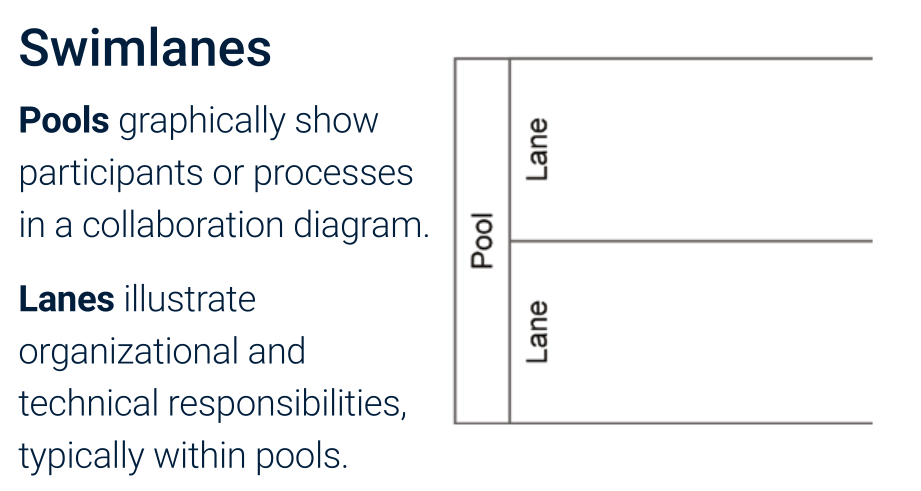 Swimlanes
Pools graphically show
participants or processes
in a collaboration diagram.
Lanes illustrate
organizational and
technical responsibilities,
typically within pools.
Pool
Lane
Lane